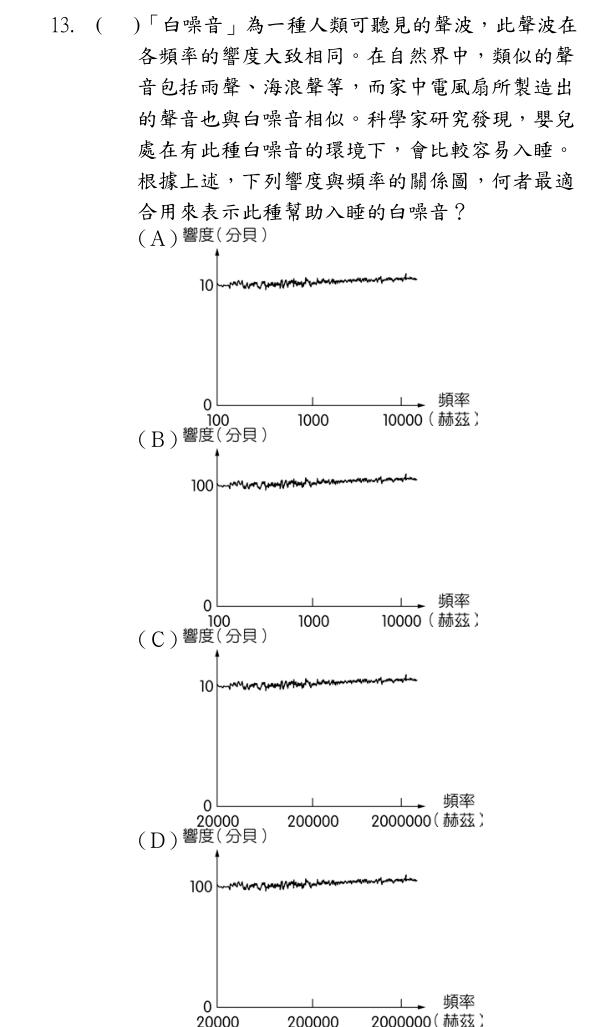 13. (　)「白噪音」為一種人類可聽見的聲波，此聲波在
各頻率的響度大致相同。在自然界中，類似的聲
音包括雨聲、海浪聲等，而家中電風扇所製造出
的聲音也與白噪音相似。科學家研究發現，嬰兒
處在有此種白噪音的環境下，會比較容易入睡。
根據上述，下列響度與頻率的關係圖，何者最適
合用來表示此種幫助入睡的白噪音？
(A) 響度(分貝)
10
0
頻率
100 1000 10000 (赫茲)
(B) 響度(分貝)
100
0
頻率
100 1000 10000 (赫茲)
(C) 響度(分貝)
10
0
頻率
20000 200000 2000000 (赫茲)
(D) 響度(分貝)
100
0
頻率
20000 200000 2000000 (赫茲)